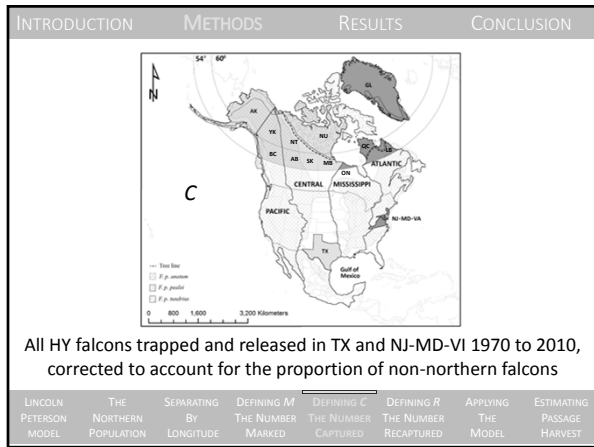 INTRODUCTION METHODS RESULTS CONCLUSION
54° 60°
N
GL
AK
YK
NT
NU
BC
AB
SK
MB
QC
LB
ON
ATLANTIC
CENTRAL
MISSISSIPPI
C
PACIFIC
NJ-MD-VA
TX
Gulf of
Mexico
Tree line
F.p. anatum
F.p. pealei
F.p. tundrius
0 800 1,600 3,200 Kilometers
All HY falcons trapped and released in TX and NJ-MD-VI 1970 to 2010,
corrected to account for the proportion of non-northern falcons
LINCOLN PETERSON MODEL
THE NORTHERN POPULATION
SEPARATING BY LONGITUDE
DEFINING M THE NUMBER MARKED
DEFINING C THE NUMBER CAPTURED
DEFINING R THE NUMBER RECAPTURED
APPLYING THE MODEL
ESTIMATING PASSAGE HARVEST